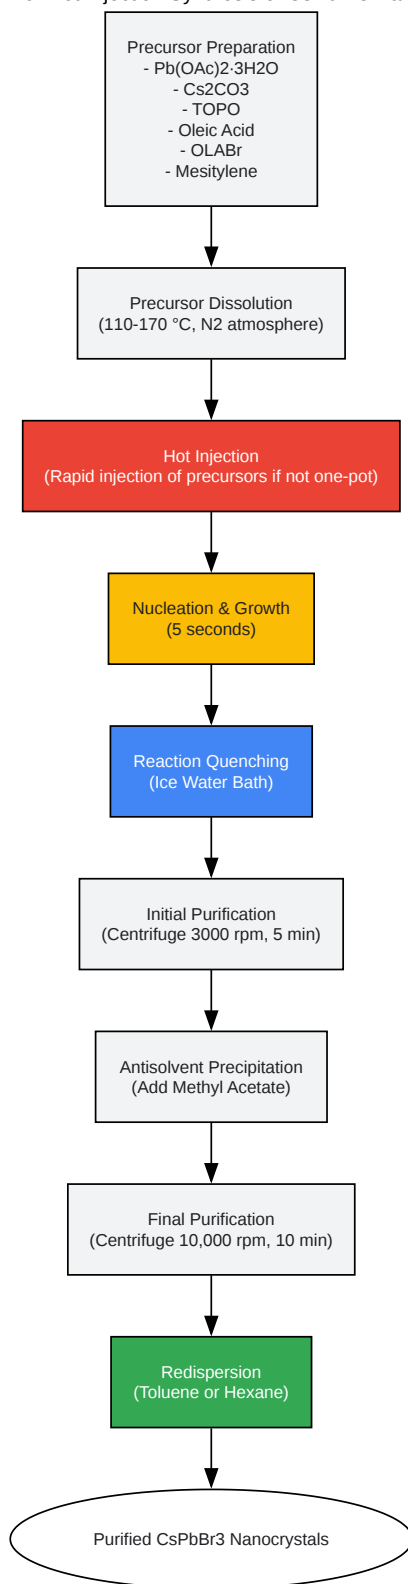 Precursor Preparation
- Pb(OAc)2·3H2O
- Cs2CO3
- TOPO
- Oleic Acid
- OLABr
- Mesitylene
Precursor Dissolution
(110-170 °C, N2 atmosphere)
Hot Injection
(Rapid injection of precursors if not one-pot)
Nucleation & Growth
(5 seconds)
Reaction Quenching
(Ice Water Bath)
Initial Purification
(Centrifuge 3000 rpm, 5 min)
Antisolvent Precipitation
(Add Methyl Acetate)
Final Purification
(Centrifuge 10,000 rpm, 10 min)
Redispersion
(Toluene or Hexane)
Purified CsPbBr3 Nanocrystals